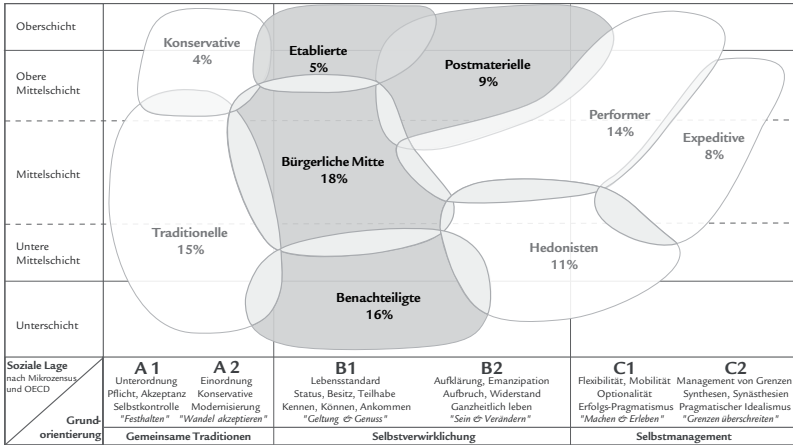 Oberschicht
Obere
Mittelschicht
Mittelschicht
Untere
Mittelschicht
Unterschicht
Konservative
4%
Etablierte
5%
Postmaterielle
9%
Performer
14%
Expeditive
8%
Bürgerliche Mitte
18%
Traditionelle
15%
Hedonisten
11%
Benachteiligte
16%
Soziale Lage
nach Mikrozensus
und OECD
Grund-
orientierung
A 1
Unterordnung
Pflicht, Akzeptanz
Selbstkontrolle
"Festhalten"
A 2
Einordnung
Konservative
Modernisierung
"Wandel akzeptieren"
B1
Lebensstandard
Status, Besitz, Teilhabe
Kennen, Können, Ankommen
"Geltung & Genuss"
B2
Aufklärung, Emanzipation
Aufbruch, Widerstand
Ganzheitlich leben
"Sein & Verändern"
C1
Flexibilität, Mobilität
Optionalität
Erfolgs-Pragmatismus
"Machen & Erleben"
C2
Management von Grenzen
Synthesen, Synästhesien
Pragmatischer Idealismus
"Grenzen überschreiten"
Gemeinsame Traditionen
Selbstverwirklichung
Selbstmanagement